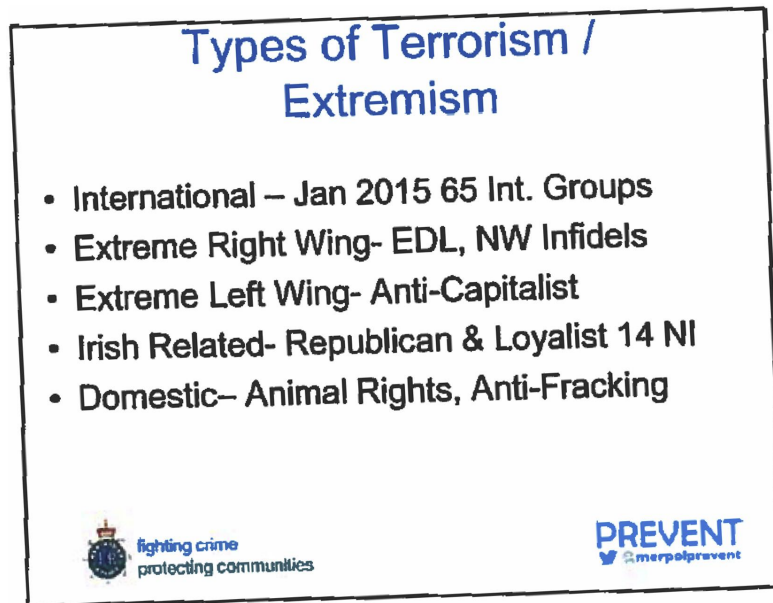 Types of Terrorism /
Extremism
• International – Jan 2015 65 Int. Groups
• Extreme Right Wing- EDL, NW Infidels
• Extreme Left Wing- Anti-Capitalist
• Irish Related- Republican & Loyalist 14 NI
• Domestic– Animal Rights, Anti-Fracking
fighting crime
protecting communities
PREVENT
@merpolprevent